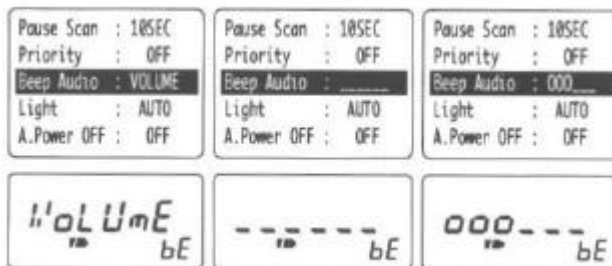 Pause Scan : 10SEC
Priority : OFF
Beep Audio : VOLUME
Light : AUTO
A.Power OFF : OFF
Pause Scan : 10SEC
Priority : OFF
Beep Audio : ______
Light : AUTO
A.Power OFF : OFF
Pause Scan : 10SEC
Priority : OFF
Beep Audio : 000___
Light : AUTO
A.Power OFF : OFF
VoLUmE
bE
------
bE
ooo---
bE